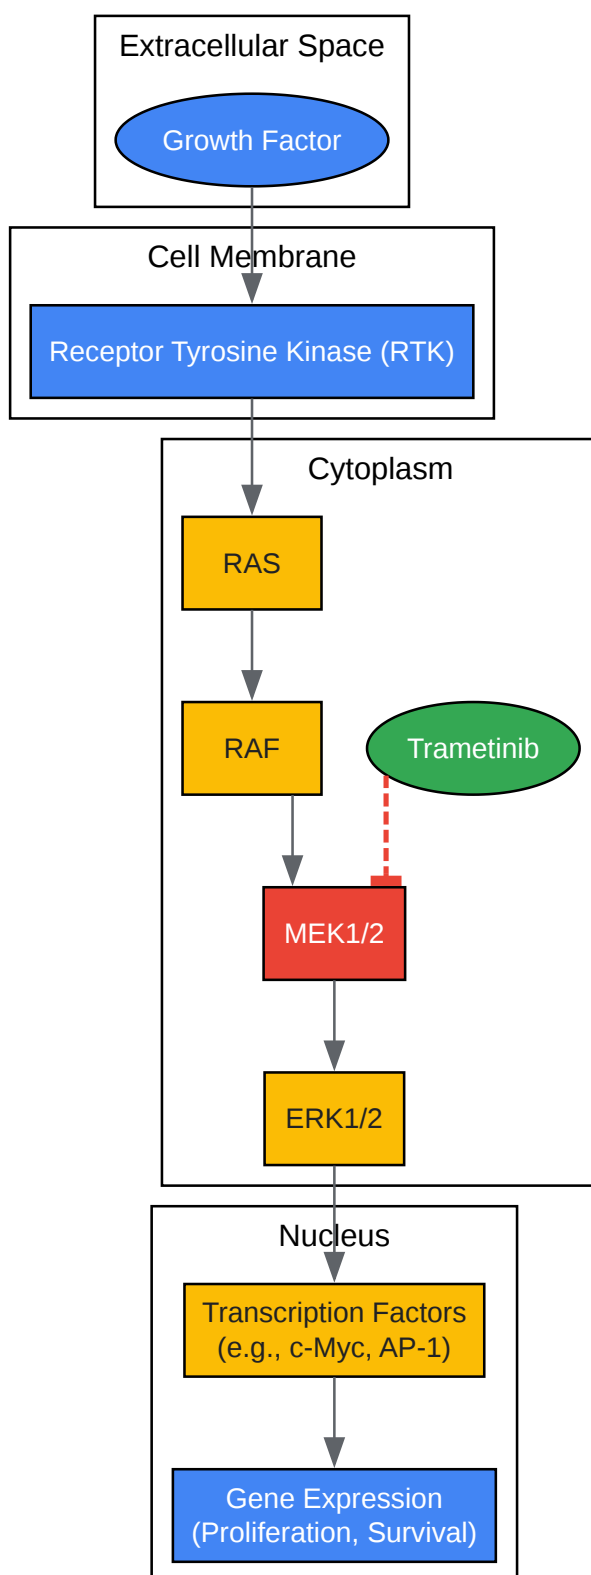 Extracellular Space
Growth Factor
Cell Membrane
Receptor Tyrosine Kinase (RTK)
Cytoplasm
RAS
RAF
Trametinib
MEK1/2
ERK1/2
Nucleus
Transcription Factors
(e.g., c-Myc, AP-1)
Gene Expression
(Proliferation, Survival)